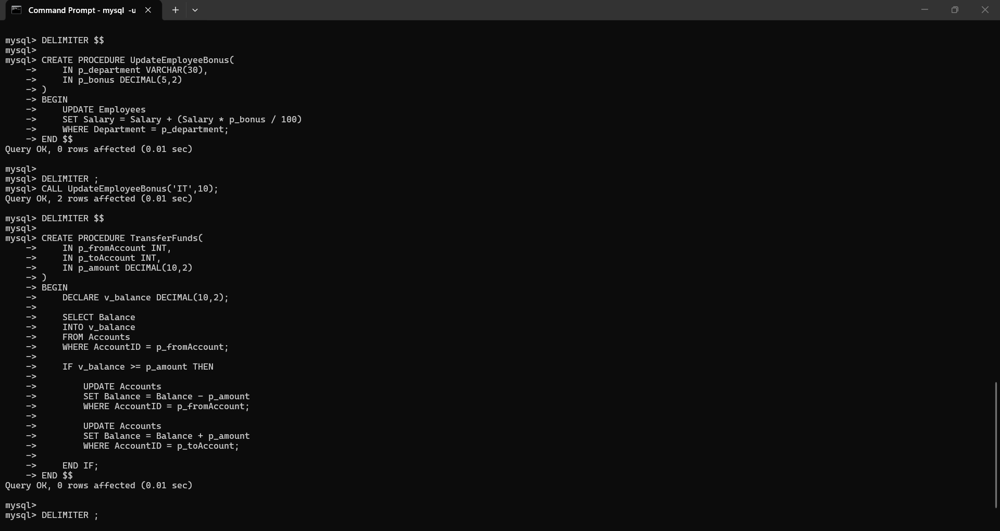 Command Prompt - mysql -u
mysql> DELIMITER $$
mysql>
mysql> CREATE PROCEDURE UpdateEmployeeBonus(
    ->     IN p_department VARCHAR(30),
    ->     IN p_bonus DECIMAL(5,2)
    -> )
    -> BEGIN
    ->     UPDATE Employees
    ->     SET Salary = Salary + (Salary * p_bonus / 100)
    ->     WHERE Department = p_department;
    -> END $$
Query OK, 0 rows affected (0.01 sec)
mysql>
mysql> DELIMITER ;
mysql> CALL UpdateEmployeeBonus('IT',10);
Query OK, 2 rows affected (0.01 sec)
mysql> DELIMITER $$
mysql>
mysql> CREATE PROCEDURE TransferFunds(
    ->     IN p_fromAccount INT,
    ->     IN p_toAccount INT,
    ->     IN p_amount DECIMAL(10,2)
    -> )
    -> BEGIN
    ->     DECLARE v_balance DECIMAL(10,2);
    ->
    ->     SELECT Balance
    ->     INTO v_balance
    ->     FROM Accounts
    ->     WHERE AccountID = p_fromAccount;
    ->
    ->     IF v_balance >= p_amount THEN
    ->
    ->         UPDATE Accounts
    ->         SET Balance = Balance - p_amount
    ->         WHERE AccountID = p_fromAccount;
    ->
    ->         UPDATE Accounts
    ->         SET Balance = Balance + p_amount
    ->         WHERE AccountID = p_toAccount;
    ->
    ->     END IF;
    -> END $$
Query OK, 0 rows affected (0.01 sec)
mysql>
mysql> DELIMITER ;